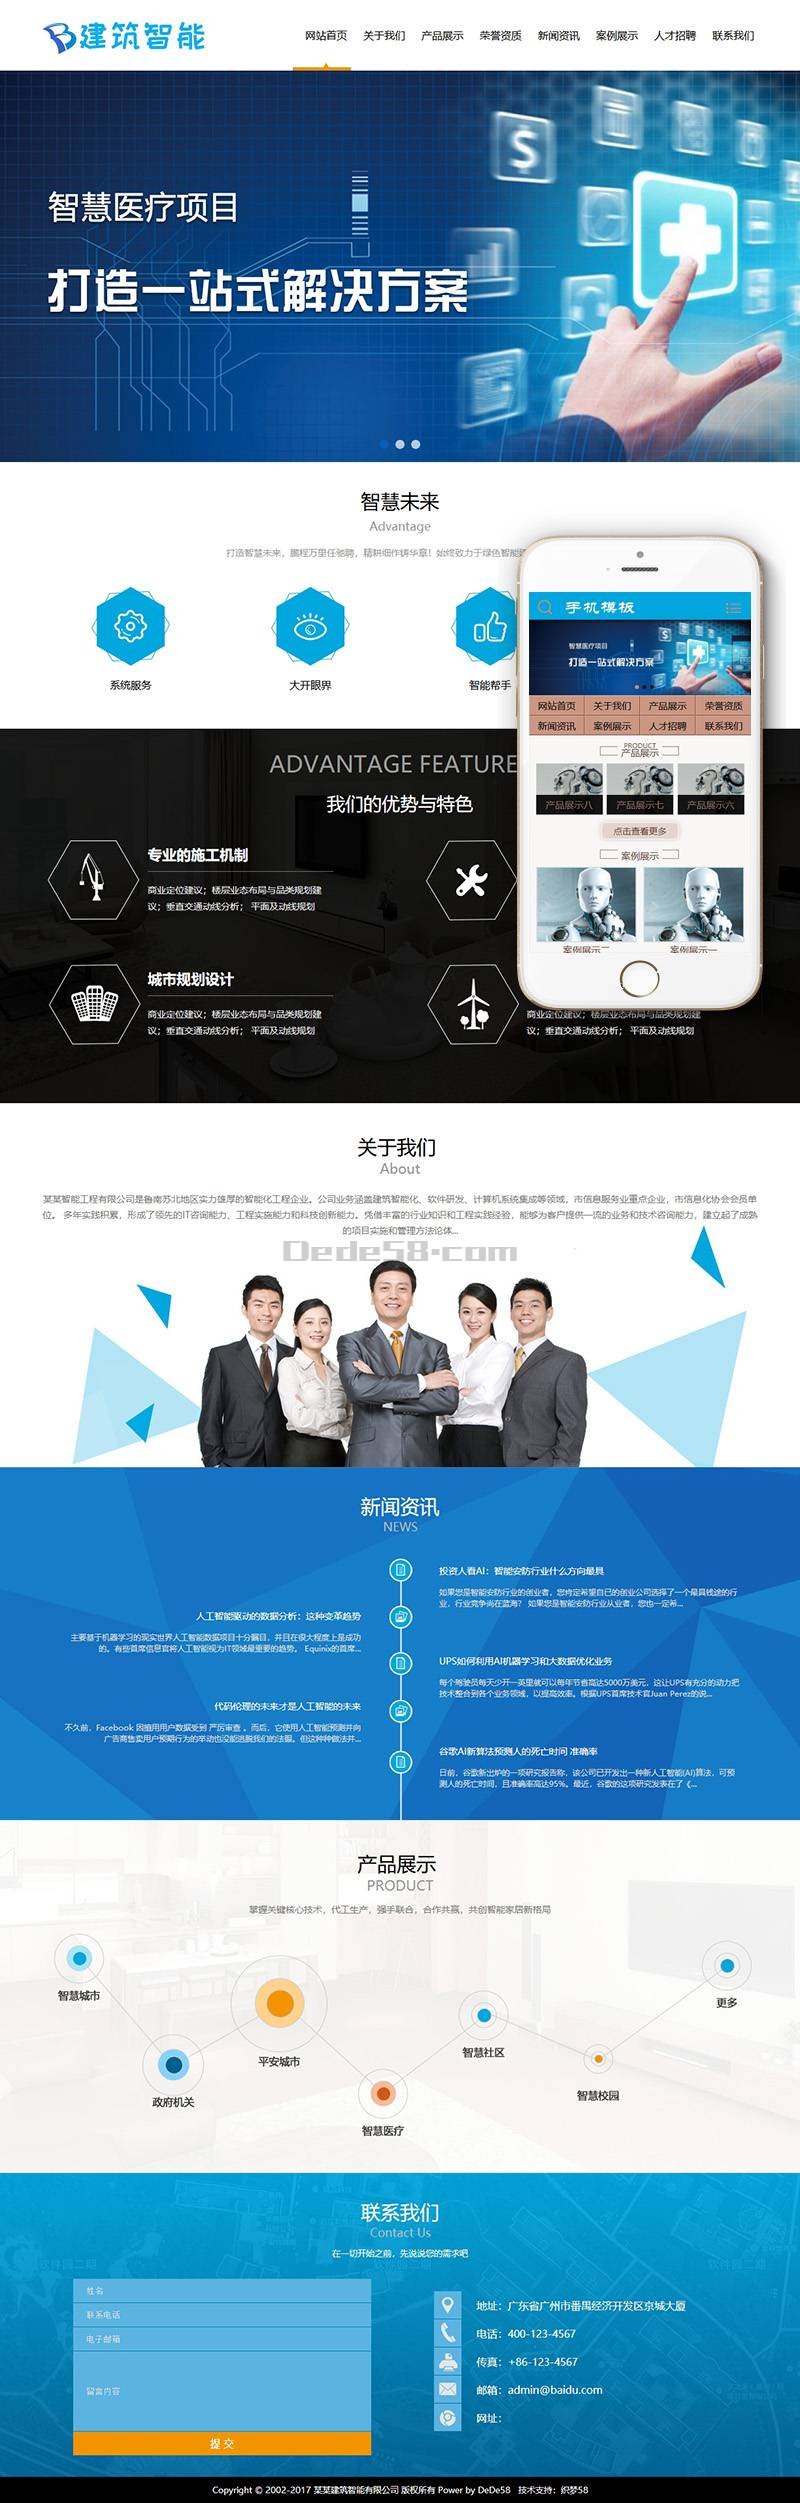 建筑智能
网站首页 关于我们 产品展示 荣誉资质 新闻资讯 案例展示 人才招聘 联系我们
智慧医疗项目
打造一站式解决方案
智慧未来
Advantage
打造智慧未来，鹏程万里任驰骋，精耕细作铸华章！始终致力于绿色智能
系统服务
大开眼界
智能帮手
手机模板
智慧医疗项目
打造一站式解决方案
网站首页 关于我们 产品展示 荣誉资质
新闻资讯 案例展示 人才招聘 联系我们
PRODUCT
产品展示
产品展示八 产品展示七 产品展示六
点击查看更多
案例展示
案例展示二 案例展示一
ADVANTAGE FEATURE
我们的优势与特色
专业的施工机制
商业定位建议；楼层业态布局与品类规划建
议；垂直交通动线分析； 平面及动线规划
城市规划设计
商业定位建议；楼层业态布局与品类规划建
议；垂直交通动线分析； 平面及动线规划
商业定位建议；楼层业态布局与品类规划建
议；垂直交通动线分析； 平面及动线规划
关于我们
About
某某智能工程有限公司是鲁南苏北地区实力雄厚的智能化工程企业。公司业务涵盖建筑智能化、软件研发、计算机系统集成等领域，市信息服务业重点企业，市信息化协会会员单
位。 多年实践积累，形成了领先的IT咨询能力、工程实施能力和科技创新能力。凭借丰富的行业知识和工程实践经验，能够为客户提供一流的业务和技术咨询能力，建立起了成熟
的项目实施和管理方法论体...
Dede58.com
新闻资讯
NEWS
投资人看AI：智能安防行业什么方向最具
如果您是智能安防行业的创业者，您肯定希望自已的创业公司选择了一个最具钱途的行
业，行业竞争尚在蓝海？ 如果您是智能安防行业从业者，您也一定希...
人工智能驱动的数据分析：这种变革趋势
主要基于机器学习的现实世界人工智能数据项目十分瞩目，并且在很大程度上是成功
的。有些首席信息官将人工智能视为IT领域最重要的趋势。 Equinix的首席...
UPS如何利用AI机器学习和大数据优化业务
每个驾驶员每天少开一英里就可以每年节省高达5000万美元，这让UPS有充分的动力把
技术整合到各个业务领域，以提高效率。根据UPS首席技术官Juan Perez的说...
代码伦理的未来才是人工智能的未来
不久前，Facebook 因擅用用户数据受到 严厉审查 。而后，它使用人工智能预测并向
广告商售卖用户预期行为的举动也没能逃脱我们的法眼。但这种种做法并...
谷歌AI新算法预测人的死亡时间 准确率
日前，谷歌新出炉的一项研究报告称，该公司已开发出一种新人工智能(AI)算法，可预
测人的死亡时间，且准确率高达95%。最近，谷歌的这项研究发表在了《...
产品展示
PRODUCT
掌握关键核心技术，代工生产，强手联合，合作共赢，共创智能家居新格局
智慧城市
政府机关
平安城市
智慧医疗
智慧社区
智慧校园
更多
联系我们
Contact Us
在一切开始之前，先说说您的需求吧
软件园二期
软件园二期
姓名
联系电话
电子邮箱
留言内容
提 交
地址：广东省广州市番禺经济开发区京城大厦
电话：400-123-4567
传真：+86-123-4567
邮箱：admin@baidu.com
网址：
Copyright © 2002-2017 某某建筑智能有限公司 版权所有 Power by DeDe58 技术支持：织梦58